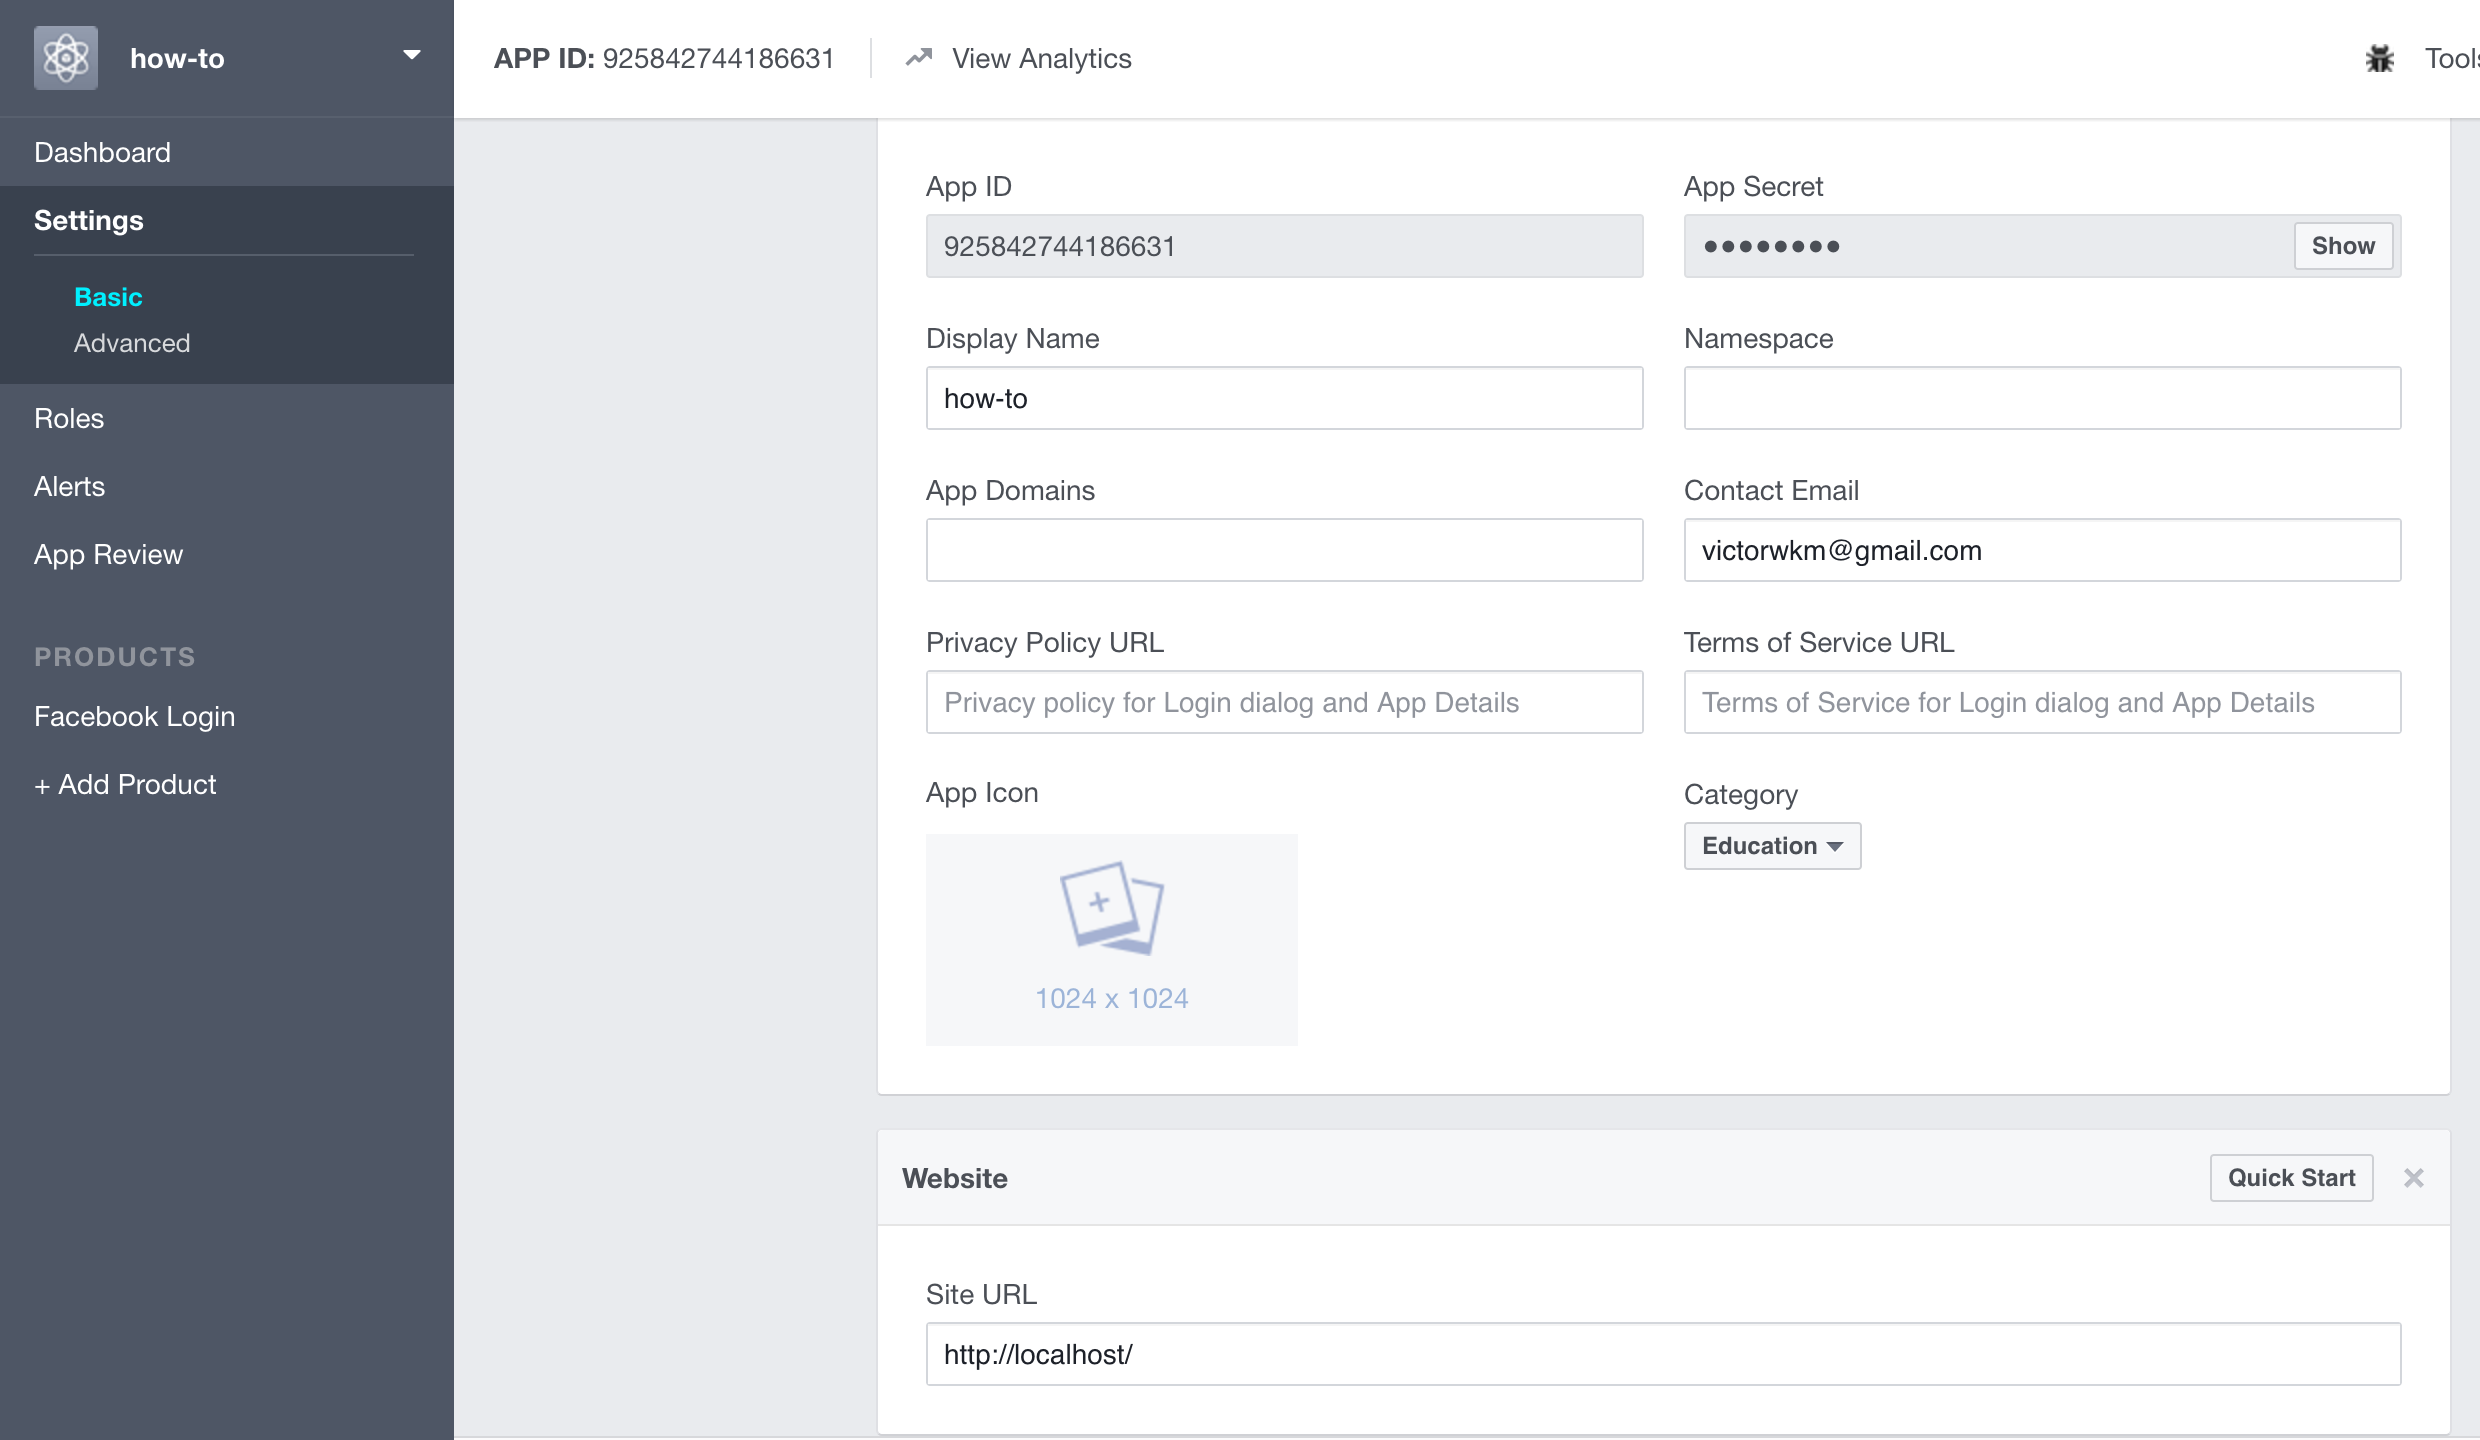 how-to
APP ID: 925842744186631
View Analytics
Tools
Dashboard
Settings
Basic
Advanced
Roles
Alerts
App Review
PRODUCTS
Facebook Login
+ Add Product
App ID
App Secret
925842744186631
••••••••
Show
Display Name
Namespace
how-to
App Domains
Contact Email
victorwkm@gmail.com
Privacy Policy URL
Terms of Service URL
Privacy policy for Login dialog and App Details
Terms of Service for Login dialog and App Details
App Icon
Category
Education
1024 x 1024
Website
Quick Start
Site URL
http://localhost/